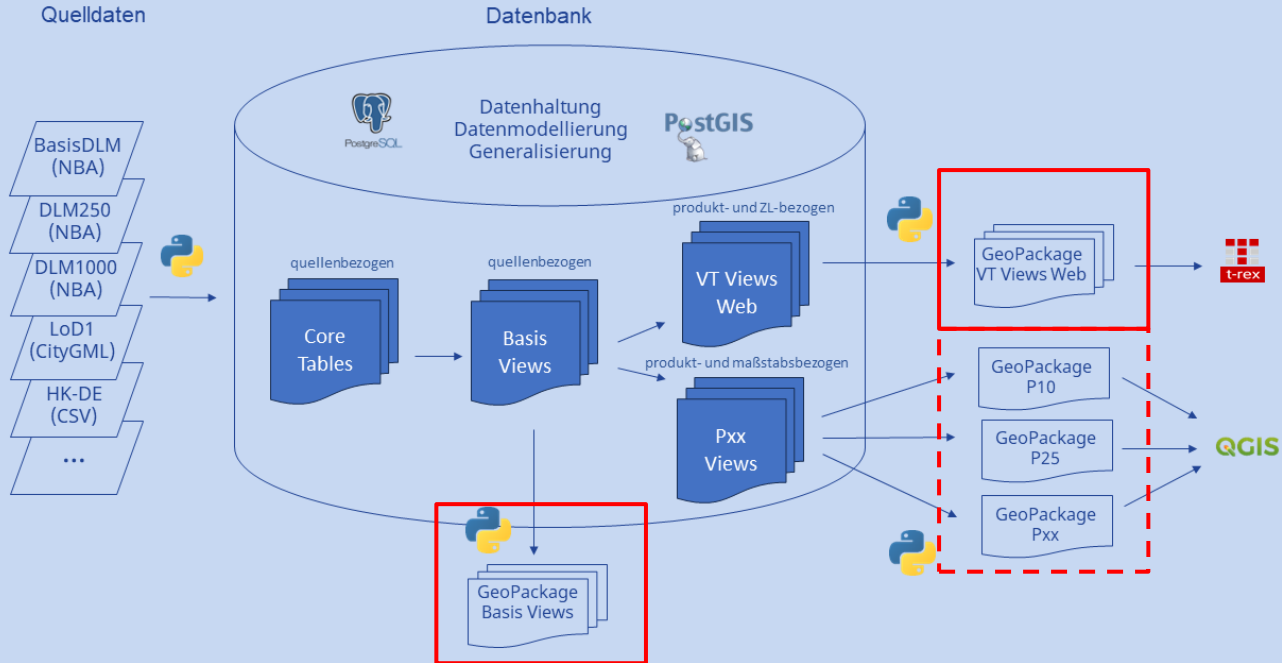 Quelldaten
Datenbank
PostgreSQL
Datenhaltung
Datenmodellierung
Generalisierung
PostGIS
BasisDLM
(NBA)
DLM250
(NBA)
DLM1000
(NBA)
LoD1
(CityGML)
HK-DE
(CSV)
...
quellenbezogen
Core
Tables
quellenbezogen
Basis
Views
produkt- und ZL-bezogen
VT Views
Web
produkt- und maßstabsbezogen
Pxx
Views
GeoPackage
Basis Views
GeoPackage
VT Views Web
t-rex
GeoPackage
P10
GeoPackage
P25
GeoPackage
Pxx
QGIS